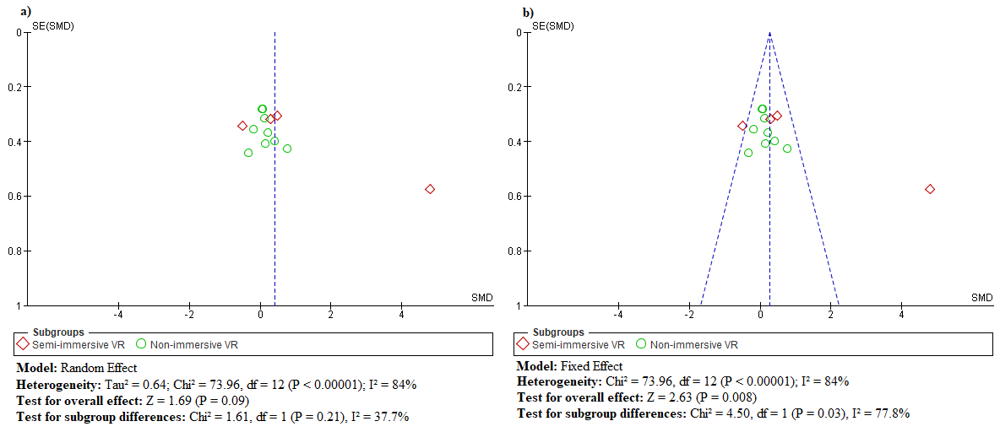 a)
SE(SMD)
0
0.2
0.4
0.6
0.8
1
-4
-2
0
2
4
SMD
Subgroups
Semi-immersive VR
Non-immersive VR
Model: Random Effect
Heterogeneity: Tau² = 0.64; Chi² = 73.96, df = 12 (P < 0.00001); I² = 84%
Test for overall effect: Z = 1.69 (P = 0.09)
Test for subgroup differences: Chi² = 1.61, df = 1 (P = 0.21), I² = 37.7%
b)
SE(SMD)
0
0.2
0.4
0.6
0.8
1
-4
-2
0
2
4
SMD
Subgroups
Semi-immersive VR
Non-immersive VR
Model: Fixed Effect
Heterogeneity: Chi² = 73.96, df = 12 (P < 0.00001); I² = 84%
Test for overall effect: Z = 2.63 (P = 0.008)
Test for subgroup differences: Chi² = 4.50, df = 1 (P = 0.03), I² = 77.8%